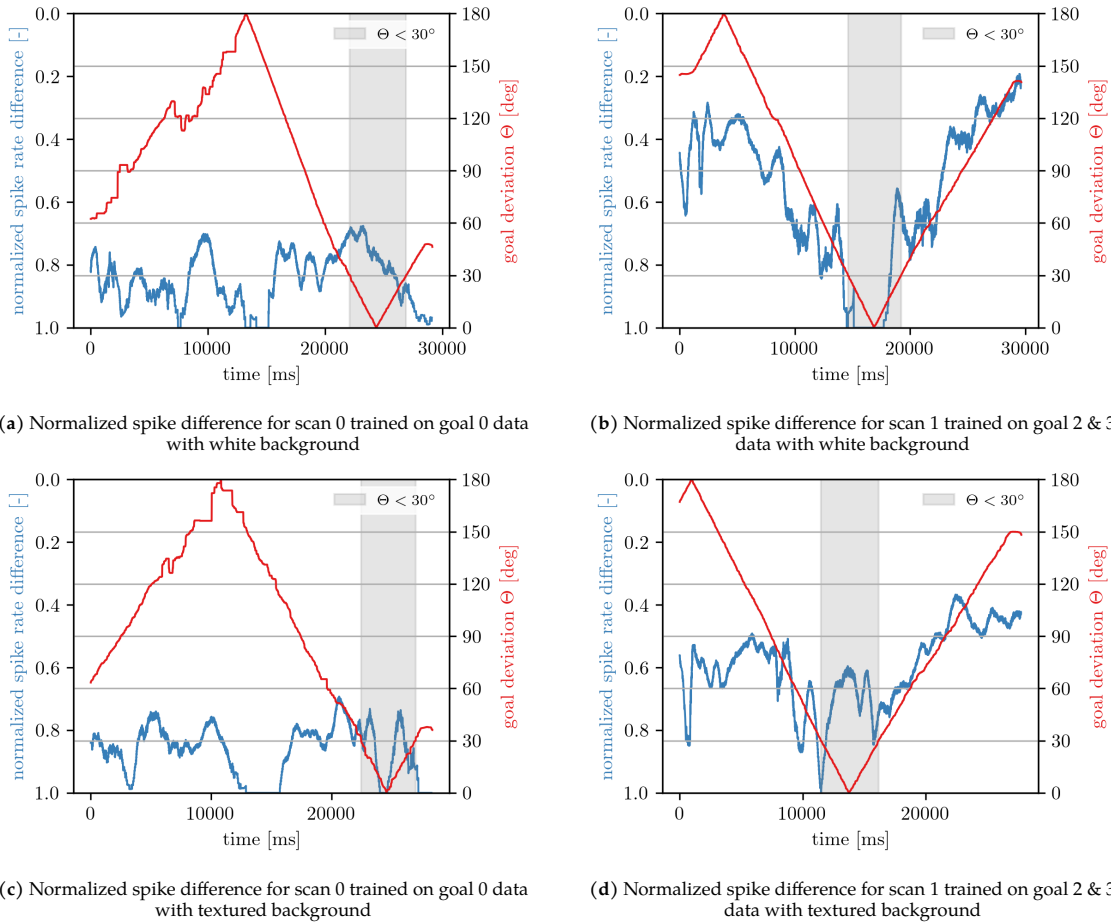 0.0
0.2
0.4
0.6
0.8
1.0
normalized spike rate difference [-]
0
10000
20000
30000
time [ms]
Θ < 30°
180
150
120
90
60
30
0
goal deviation Θ [deg]
0.0
0.2
0.4
0.6
0.8
1.0
normalized spike rate difference [-]
0
10000
20000
30000
time [ms]
Θ < 30°
180
150
120
90
60
30
0
goal deviation Θ [deg]
(a) Normalized spike difference for scan 0 trained on goal 0 data
with white background
(b) Normalized spike difference for scan 1 trained on goal 2 & 3
data with white background
0.0
0.2
0.4
0.6
0.8
1.0
normalized spike rate difference [-]
0
10000
20000
time [ms]
Θ < 30°
180
150
120
90
60
30
0
goal deviation Θ [deg]
0.0
0.2
0.4
0.6
0.8
1.0
normalized spike rate difference [-]
0
10000
20000
time [ms]
Θ < 30°
180
150
120
90
60
30
0
goal deviation Θ [deg]
(c) Normalized spike difference for scan 0 trained on goal 0 data
with textured background
(d) Normalized spike difference for scan 1 trained on goal 2 & 3
data with textured background